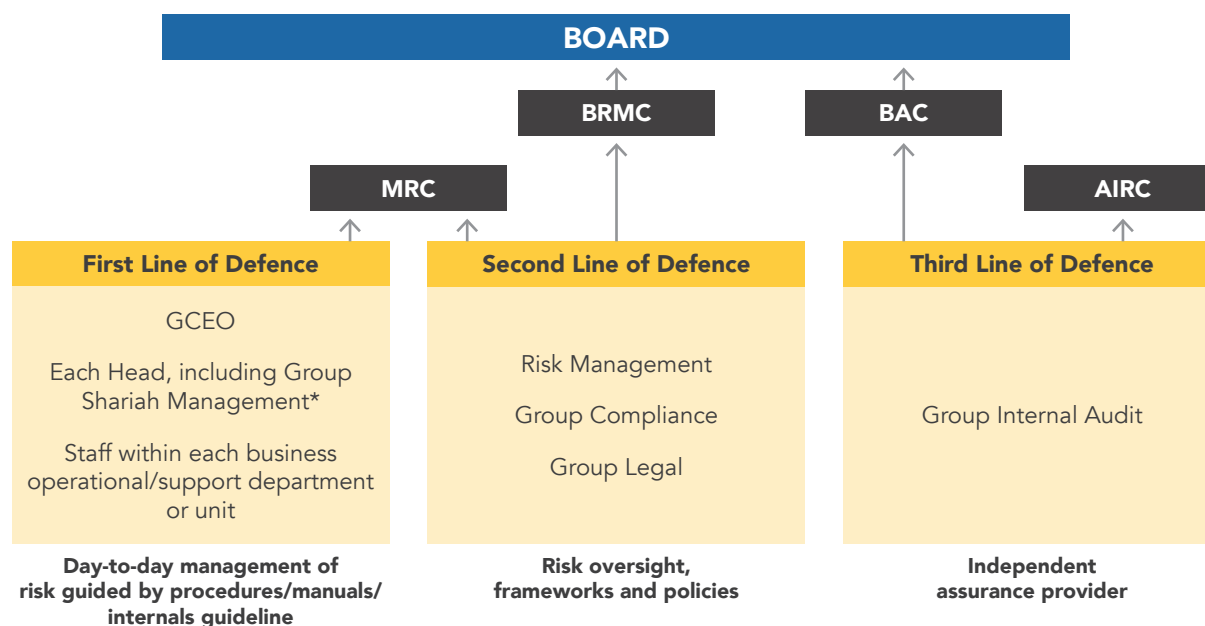 BOARD
BRMC
BAC
MRC
AIRC
First Line of Defence
GCEO
Each Head, including Group
Shariah Management*
Staff within each business
operational/support department
or unit
Day-to-day management of
risk guided by procedures/manuals/
internals guideline
Second Line of Defence
Risk Management
Group Compliance
Group Legal
Risk oversight,
frameworks and policies
Third Line of Defence
Group Internal Audit
Independent
assurance provider